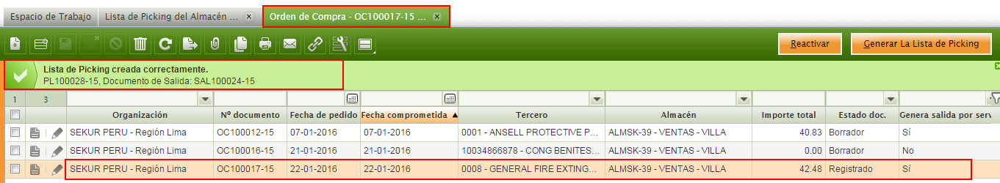 Espacio de Trabajo Lista de Picking del Almacén ... Orden de Compra - OC100017-15 ...
Reactivar Generar La Lista de Picking
Lista de Picking creada correctamente.
PL100028-15, Documento de Salida: SAL100024-15
1 3
Organización Nº documento Fecha de pedido Fecha comprometida Tercero Almacén Importe total Estado doc. Genera salida por serv
SEKUR PERU - Región Lima OC100012-15 07-01-2016 07-01-2016 0001 - ANSELL PROTECTIVE P... ALMSK-39 - VENTAS - VILLA 40.83 Borrador Sí
SEKUR PERU - Región Lima OC100016-15 21-01-2016 21-01-2016 10034866878 - CONG BENITES... ALMSK-39 - VENTAS - VILLA 0.00 Borrador No
SEKUR PERU - Región Lima OC100017-15 22-01-2016 22-01-2016 0008 - GENERAL FIRE EXTING... ALMSK-39 - VENTAS - VILLA 42.48 Registrado Sí